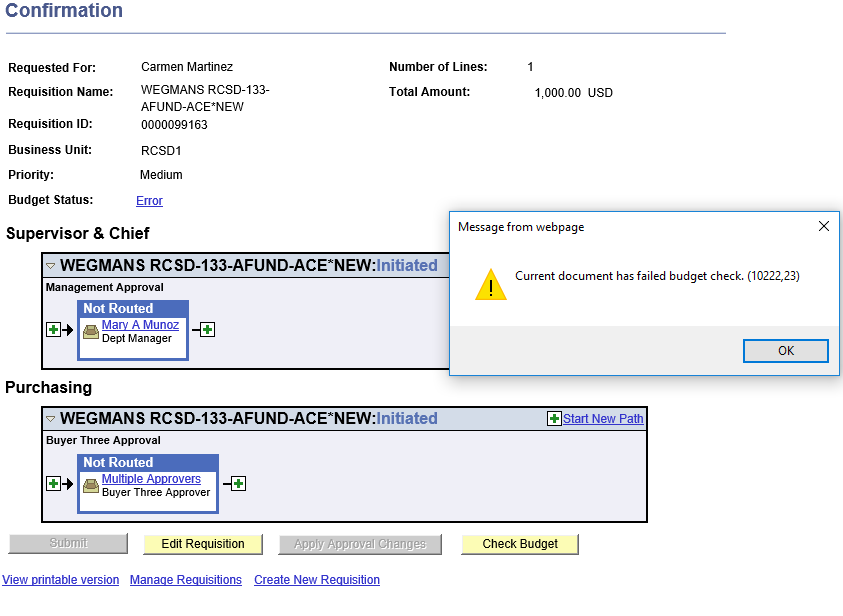 Confirmation
Requested For: Carmen Martinez Number of Lines: 1
Requisition Name: WEGMANS RCSD-133- Total Amount: 1,000.00 USD
AFUND-ACE*NEW
Requisition ID: 0000099163
Business Unit: RCSD1
Priority: Medium
Budget Status: Error
Supervisor & Chief
WEGMANS RCSD-133-AFUND-ACE*NEW:Initiated
Management Approval
Not Routed
Mary A Munoz
Dept Manager
Message from webpage
Current document has failed budget check. (10222,23)
OK
Purchasing
WEGMANS RCSD-133-AFUND-ACE*NEW:Initiated Start New Path
Buyer Three Approval
Not Routed
Multiple Approvers
Buyer Three Approver
Submit Edit Requisition Apply Approval Changes Check Budget
View printable version Manage Requisitions Create New Requisition